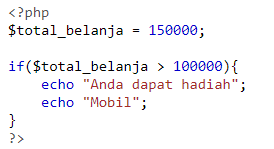 <?php
$total_belanja = 150000;

if($total_belanja > 100000){
    echo "Anda dapat hadiah";
    echo "Mobil";
}
?>